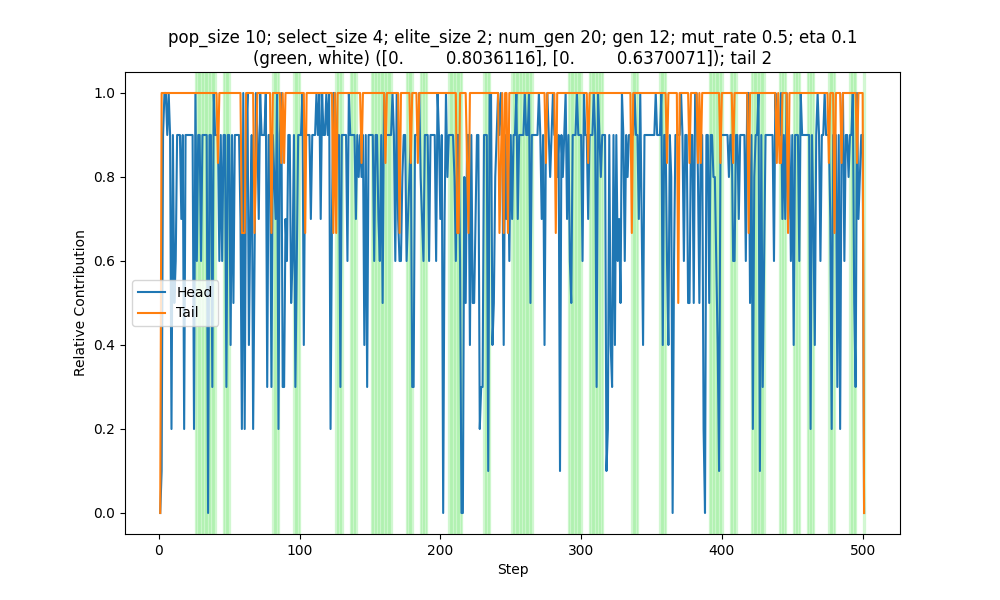 pop_size 10; select_size 4; elite_size 2; num_gen 20; gen 12; mut_rate 0.5; eta 0.1
(green, white) ([0. 0.8036116], [0. 0.6370071]); tail 2
1.0
0.8
0.6
0.4
0.2
0.0
Relative Contribution
Head
Tail
0 100 200 300 400 500
Step